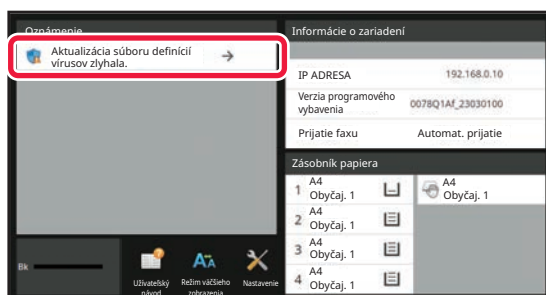 Oznámenie
Aktualizácia súboru definícií
vírusov zlyhala.
Informácie o zariadení
IP ADRESA 192.168.0.10
Verzia programového
vybavenia 0078Q1Af_23030100
Prijatie faxu Automat. prijatie
Zásobník papiera
1 A4
Obyčaj. 1
2 A4
Obyčaj. 1
3 A4
Obyčaj. 1
4 A4
Obyčaj. 1
A4
Obyčaj. 1
Bk
Užívateľský
návod
Režim väčšieho
zobrazenia
Nastavenie